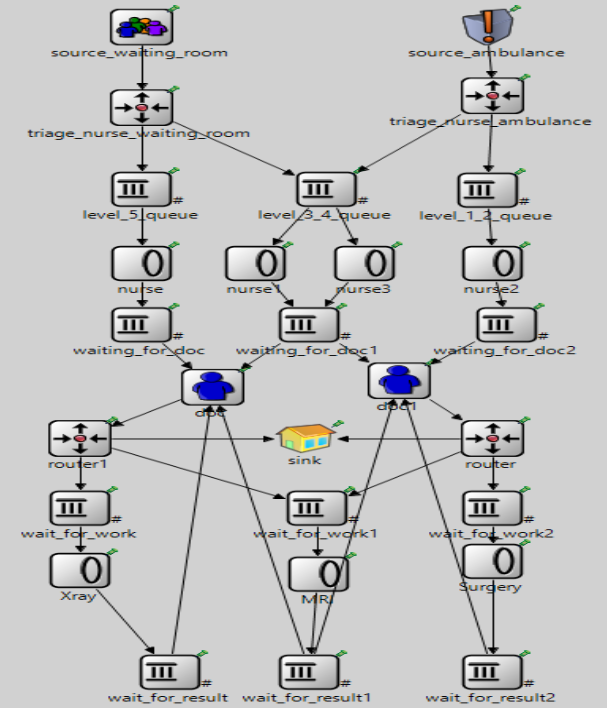 source_waiting_room
source_ambulance
triage_nurse_waiting_room
triage_nurse_ambulance
#
#
#
level_5_queue
level_3_4_queue
level_1_2_queue
nurse
nurse1
nurse3
nurse2
#
#
#
waiting_for_doc
waiting_for_doc1
waiting_for_doc2
doc
doc1
router1
sink
router
#
#
#
wait_for_work
wait_for_work1
wait_for_work2
Xray
MRI
Surgery
#
#
#
wait_for_result
wait_for_result1
wait_for_result2